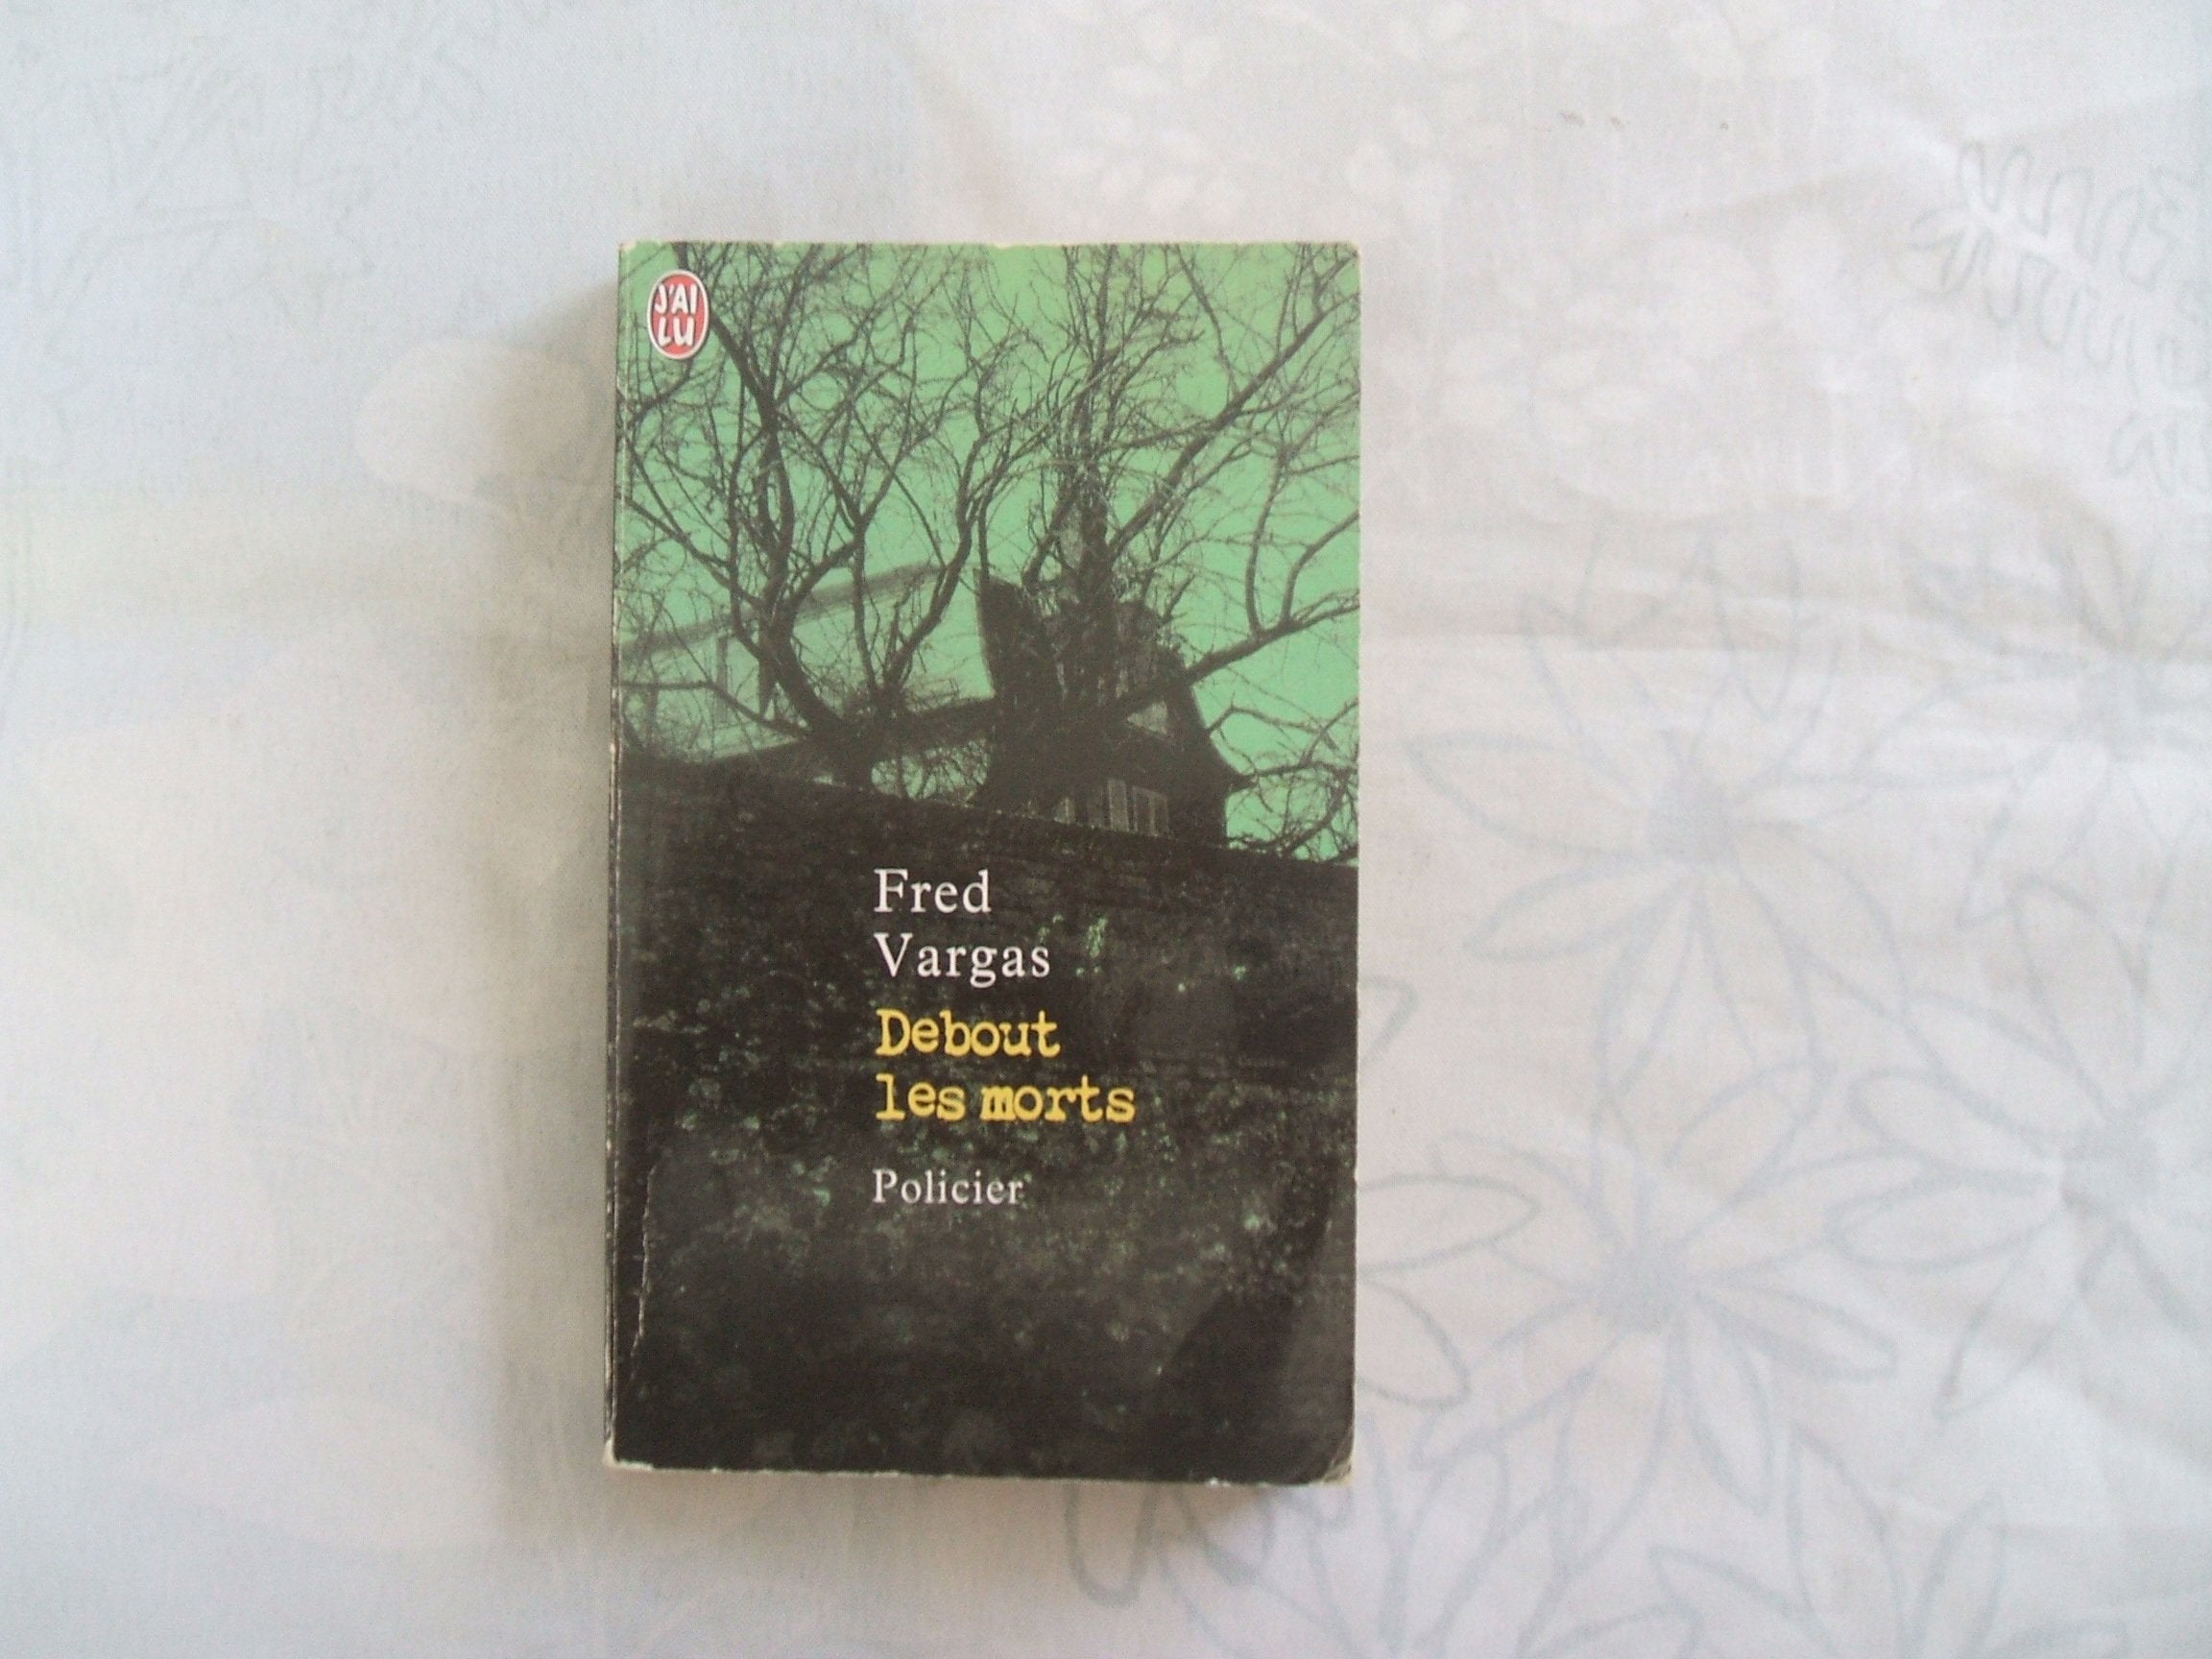 J'AI
LU
Fred
Vargas
Debout
les morts
Policier